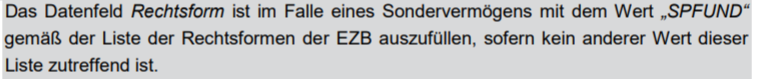 Das Datenfeld Rechtsform ist im Falle eines Sondervermögens mit dem Wert „SPFUND“
gemäß der Liste der Rechtsformen der EZB auszufüllen, sofern kein anderer Wert dieser
Liste zutreffend ist.